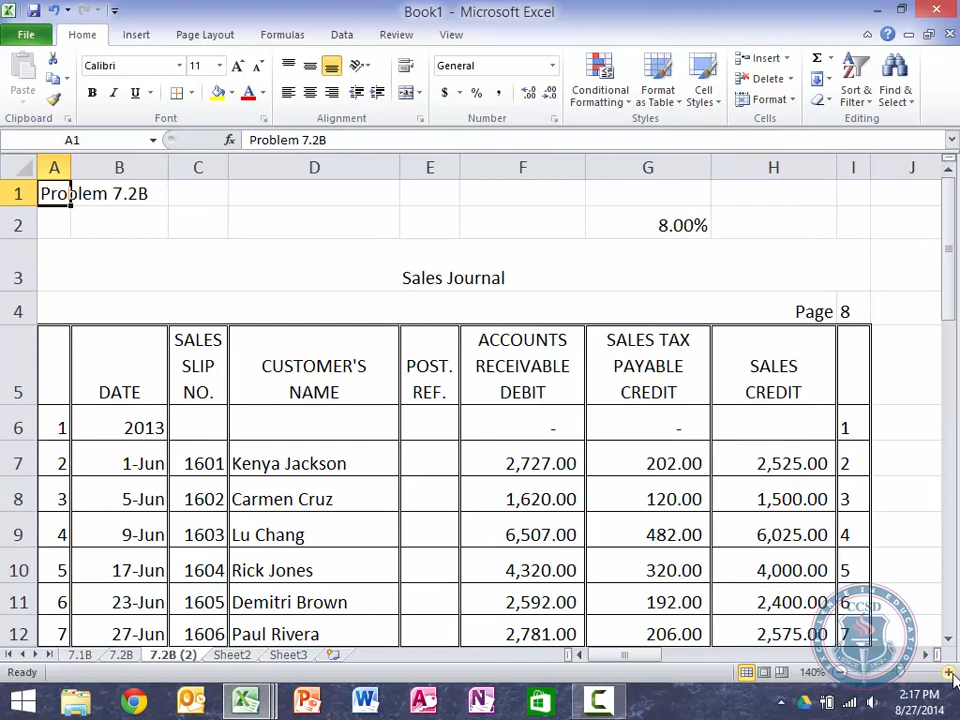 Book1 - Microsoft Excel
File Home Insert Page Layout Formulas Data Review View
Paste
Calibri 11
General
Conditional Formatting
Format as Table
Cell Styles
Insert
Delete
Format
Sort & Filter
Find & Select
Clipboard Font Alignment Number Styles Cells Editing
A1 fx Problem 7.2B
A B C D E F G H I J
1 Problem 7.2B
2 8.00%
3 Sales Journal
4 Page 8
5 DATE SALES SLIP NO. CUSTOMER'S NAME POST. REF. ACCOUNTS RECEIVABLE DEBIT SALES TAX PAYABLE CREDIT SALES CREDIT
6 1 2013 - - 1
7 2 1-Jun 1601 Kenya Jackson 2,727.00 202.00 2,525.00 2
8 3 5-Jun 1602 Carmen Cruz 1,620.00 120.00 1,500.00 3
9 4 9-Jun 1603 Lu Chang 6,507.00 482.00 6,025.00 4
10 5 17-Jun 1604 Rick Jones 4,320.00 320.00 4,000.00 5
11 6 23-Jun 1605 Demitri Brown 2,592.00 192.00 2,400.00 6
12 7 27-Jun 1606 Paul Rivera 2,781.00 206.00 2,575.00 7
CCSD
7.1B 7.2B 7.2B (2) Sheet2 Sheet3
Ready 140%
2:17 PM
8/27/2014